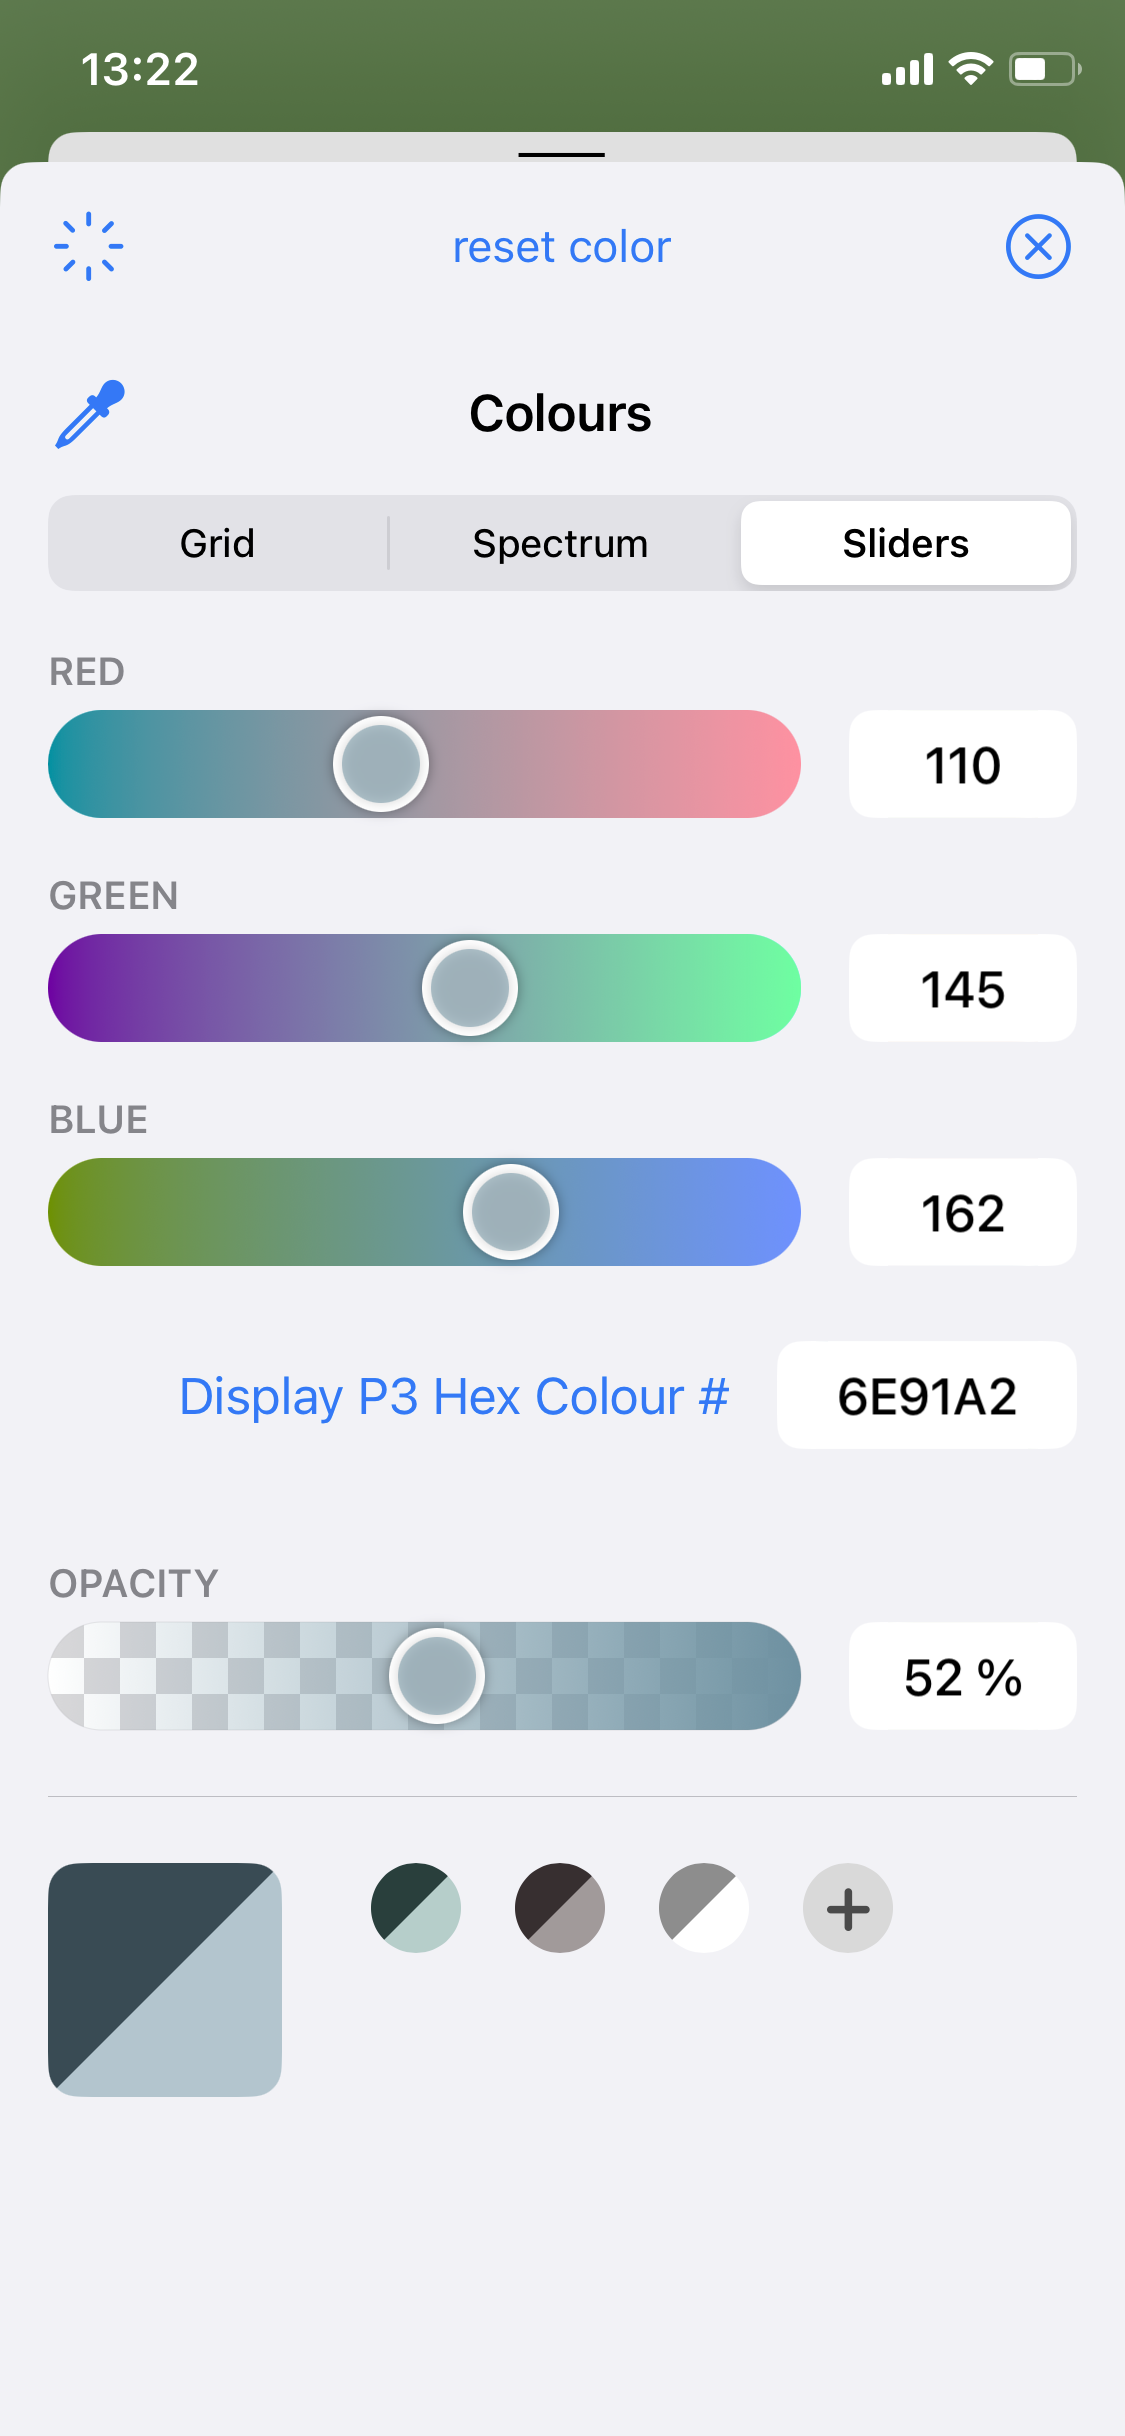 13:22
reset color
Colours
Grid Spectrum Sliders
RED
110
GREEN
145
BLUE
162
Display P3 Hex Colour # 6E91A2
OPACITY
52 %